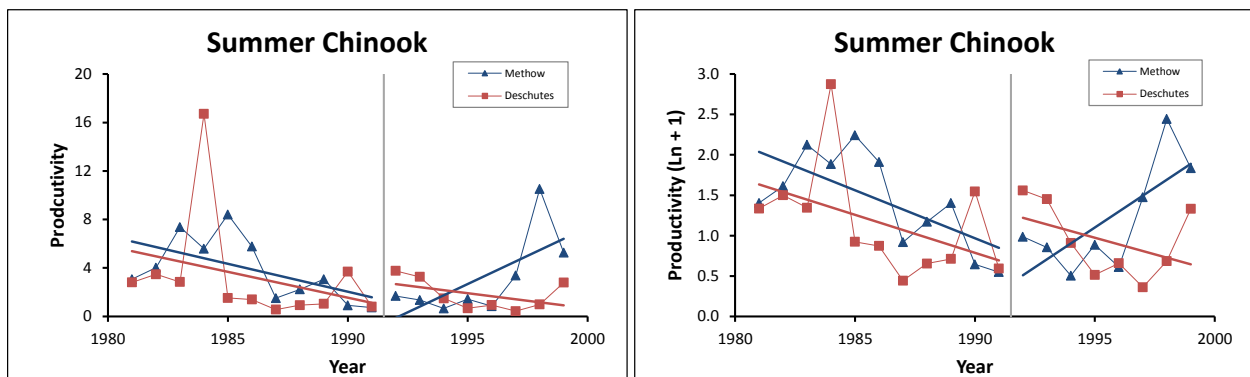 Summer Chinook
Methow
Deschutes
Prodcutivity
20
16
12
8
4
0
1980
1985
1990
1995
2000
Year
Summer Chinook
Methow
Deschutes
Productivity (Ln + 1)
3.0
2.5
2.0
1.5
1.0
0.5
0.0
1980
1985
1990
1995
2000
Year